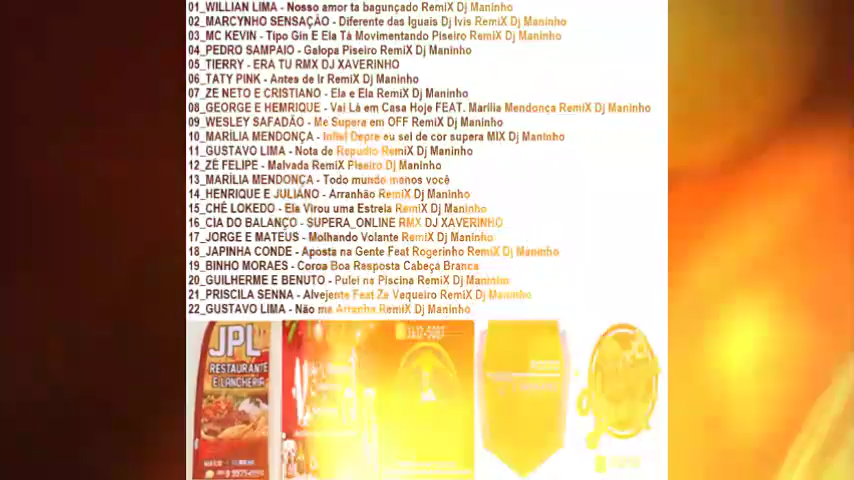 01_WILLIAN LIMA - Nosso amor ta bagunçado RemiX Dj Maninho
02_MARCYNHO SENSAÇÃO - Diferente das Iguais Dj Ivis RemiX Dj Maninho
03_MC KEVIN - Tipo Gin E Ela Tá Movimentando Piseiro RemiX Dj Maninho
04_PEDRO SAMPAIO - Galopa Piseiro RemiX Dj Maninho
05_TIERRY - ERA TU RMX DJ XAVERINHO
06_TATY PINK - Antes de Ir RemiX Dj Maninho
07_ZE NETO E CRISTIANO - Ela e Ela RemiX Dj Maninho
08_GEORGE E HEMRIQUE - Vai Lá em Casa Hoje FEAT. Marília Mendonça RemiX Dj Maninho
09_WESLEY SAFADÃO - Me Supera em OFF RemiX Dj Maninho
10_MARÍLIA MENDONÇA - Infiel Depre eu sei de cor supera MIX Dj Maninho
11_GUSTAVO LIMA - Nota de Repudio RemiX Dj Maninho
12_ZÉ FELIPE - Malvada RemiX Piseiro Dj Maninho
13_MARÍLIA MENDONÇA - Todo mundo menos você
14_HENRIQUE E JULIANO - Arranhão RemiX Dj Maninho
15_CHÊ LOKEDO - Ela Virou uma Estrela RemiX Dj Maninho
16_CIA DO BALANÇO - SUPERA_ONLINE RMX DJ XAVERINHO
17_JORGE E MATEUS - Molhando Volante RemiX Dj Maninho
18_JAPINHA CONDE - Aposta na Gente Feat Rogerinho RemiX Dj Maninho
19_BINHO MORAES - Coroa Boa Resposta Cabeça Branca
20_GUILHERME E BENUTO - Pulei na Piscina RemiX Dj Maninho
21_PRISCILA SENNA - Alvejante Feat Ze Vaqueiro RemiX Dj Maninho
22_GUSTAVO LIMA - Não me Arranha RemiX Dj Maninho
JPL
RESTAURANTE
E LANCHERIA